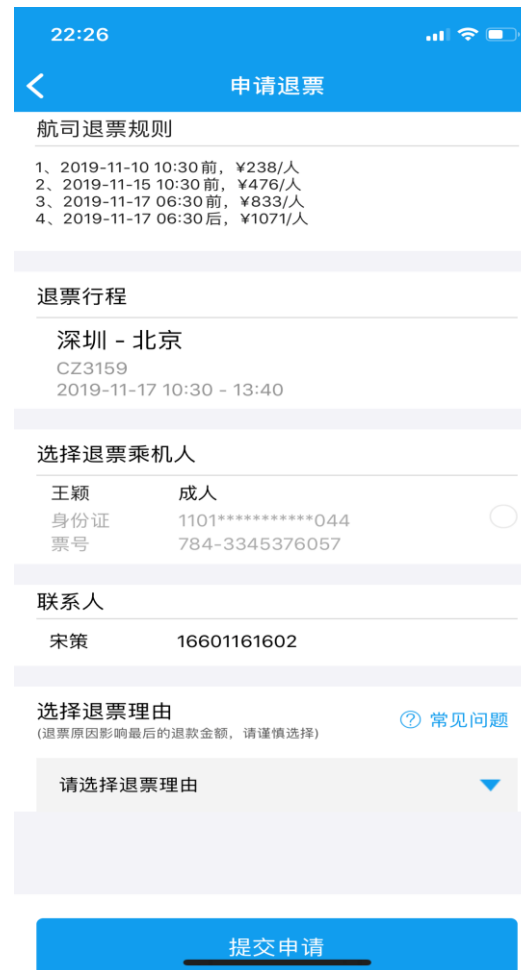 22:26
申请退票
航司退票规则
1、2019-11-10 10:30前，¥238/人
2、2019-11-15 10:30前，¥476/人
3、2019-11-17 06:30前，¥833/人
4、2019-11-17 06:30后，¥1071/人
退票行程
深圳 - 北京
CZ3159
2019-11-17 10:30 - 13:40
选择退票乘机人
王颖 成人
身份证 1101***********044
票号 784-3345376057
联系人
宋策 16601161602
选择退票理由
(退票原因影响最后的退款金额，请谨慎选择)
? 常见问题
请选择退票理由
提交申请